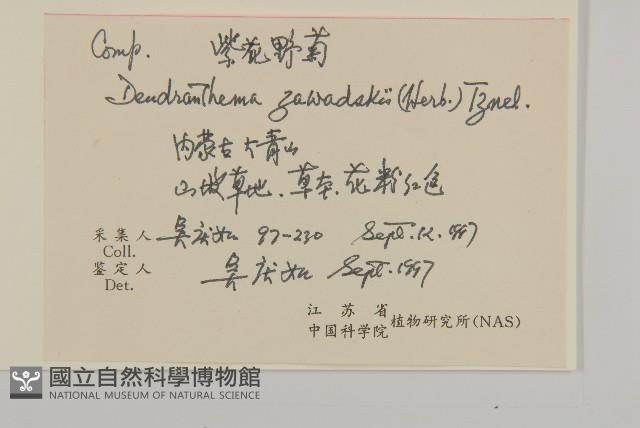 Comp. 紫花野菊
Dendranthema zawadskii (Herb.) Tzvel.
内蒙古大青山
山坡草地、草本、花粉红色
采集人 吴庆如 97-230 Sept. 12. 1997
Coll.
鉴定人 吴庆如 Sept. 1997
Det.
江苏省
中国科学院 植物研究所(NAS)
國立自然科學博物館
NATIONAL MUSEUM OF NATURAL SCIENCE